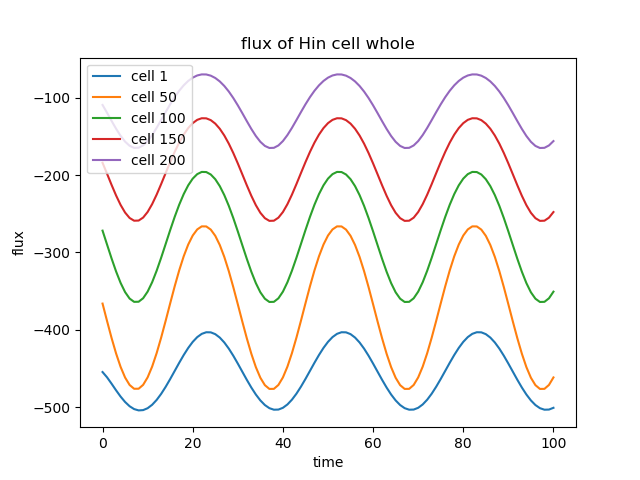 flux of Hin cell whole
cell 1
cell 50
cell 100
cell 150
cell 200
−100
−200
−300
−400
−500
flux
0
20
40
60
80
100
time